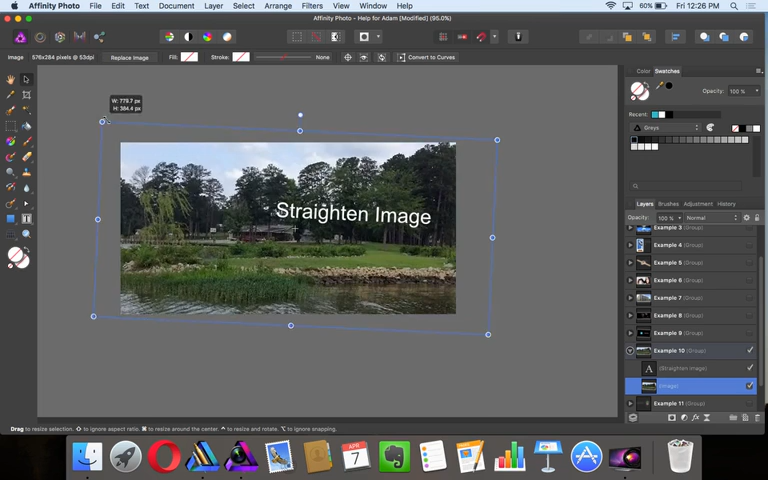 Affinity Photo File Edit Text Document Layer Select Arrange Filters View Window Help
60% Fri 12:26 PM
Affinity Photo - Help for Adam [Modified] (95.0%)
Image 576x284 pixels @ 53dpi Replace Image Fill: Stroke: None Convert to Curves
Color Swatches
W: 778.7 px
H: 384.4 px
Opacity: 100 %
Recent:
Greys
Straighten Image
Layers Brushes Adjustment History
Opacity: 100 % Normal
Example 3 (Group)
Example 4 (Group)
Example 5 (Group)
Example 6 (Group)
Example 7 (Group)
Example 8 (Group)
Example 9 (Group)
Example 10 (Group)
A (Straighten Image)
(Image)
Example 11 (Group)
Drag to resize selection. ⇧ to ignore aspect ratio. ⌘ to resize around the center. ⌃ to resize and rotate. ⌥ to ignore snapping.
APR
7